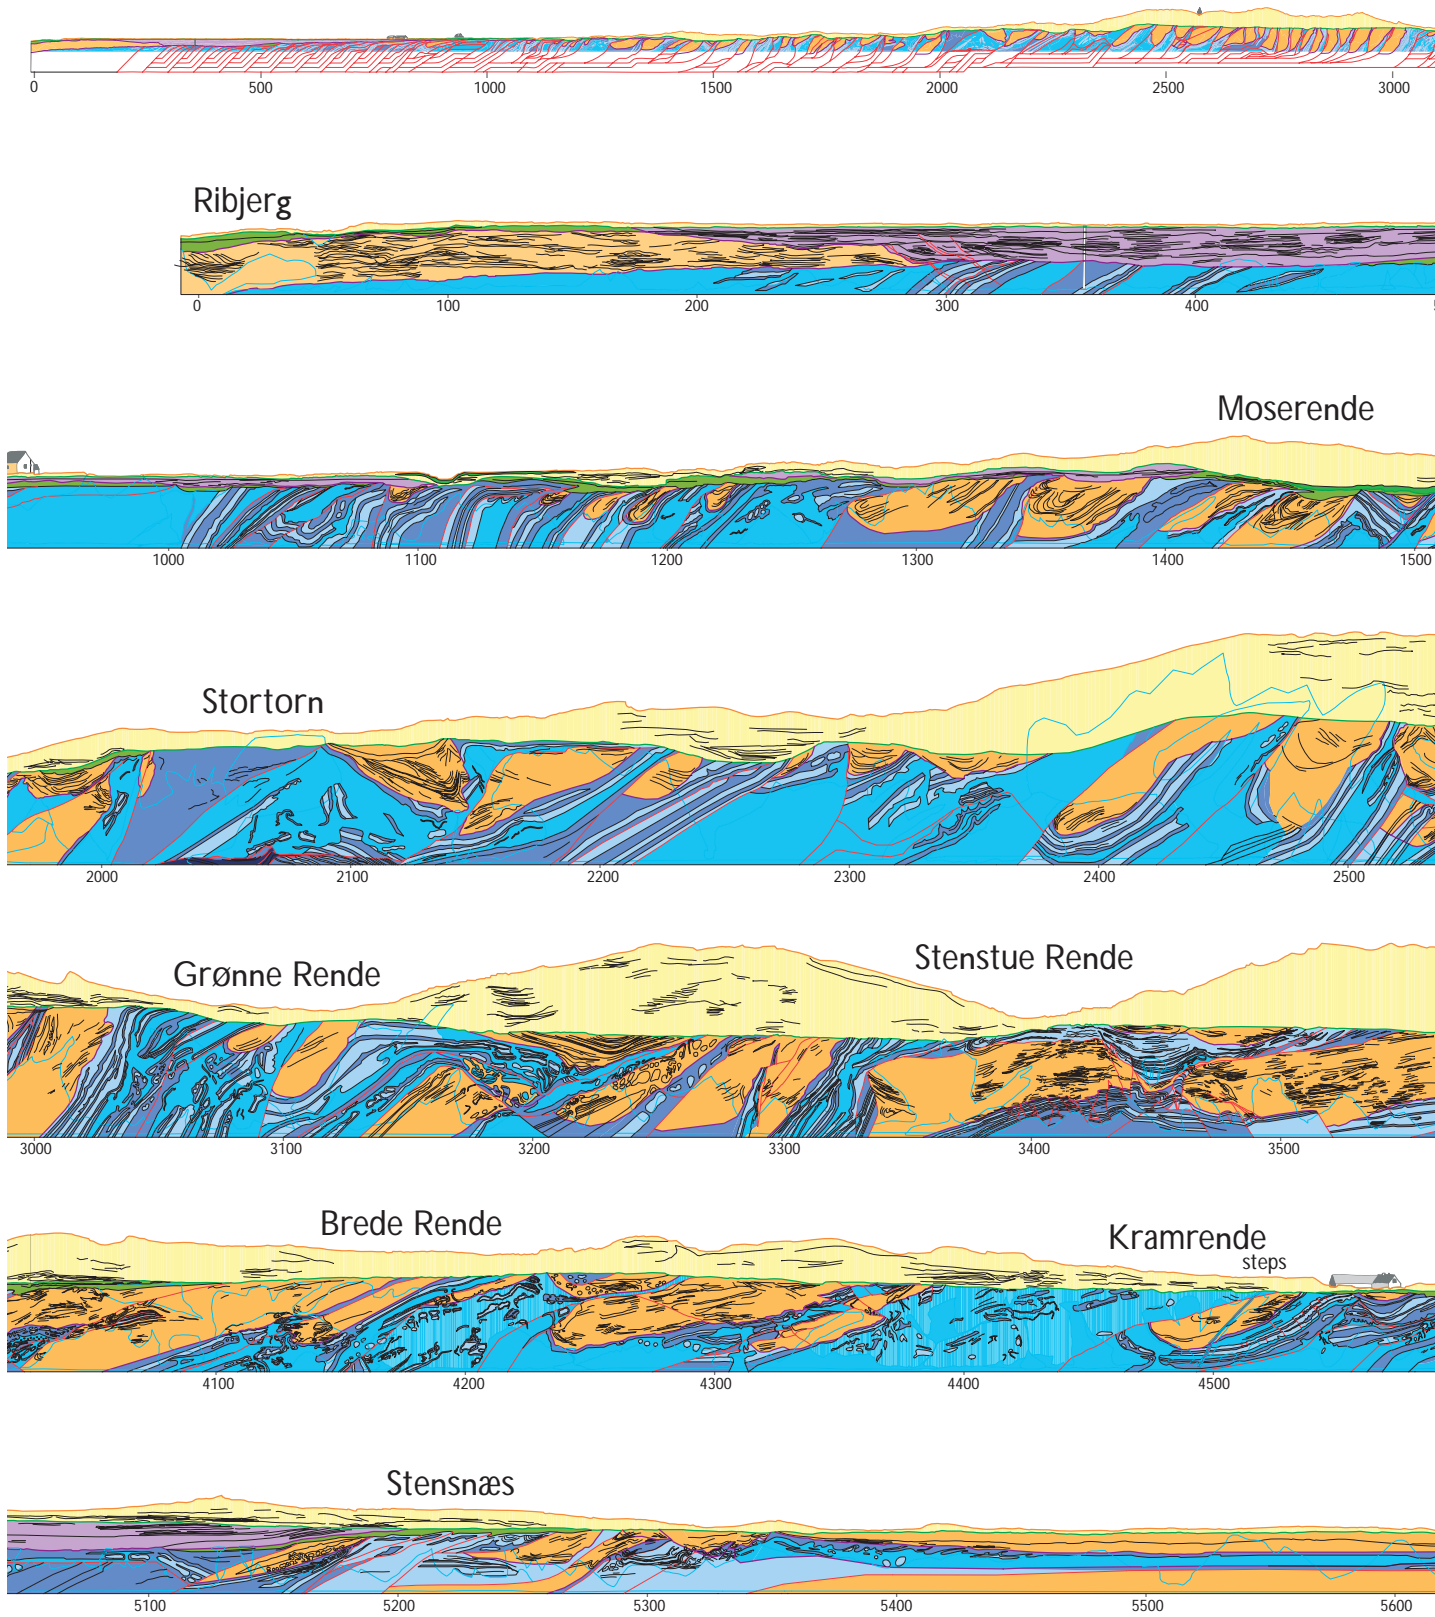 0 500 1000 1500 2000 2500 3000
Ribjerg
0 100 200 300 400
Moserende
1000 1100 1200 1300 1400 1500
Stortorn
2000 2100 2200 2300 2400 2500
Grønne Rende Stenstue Rende
3000 3100 3200 3300 3400 3500
Brede Rende Kramrende
steps
4100 4200 4300 4400 4500
Stensnæs
5100 5200 5300 5400 5500 5600